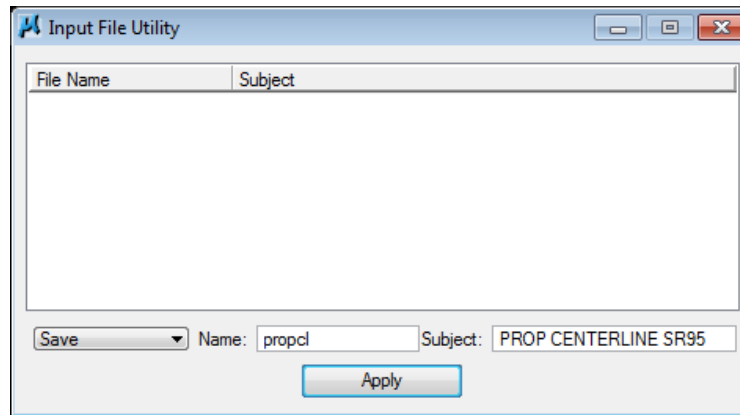 Input File Utility
File Name Subject
Save Name: propcl Subject: PROP CENTERLINE SR95
Apply